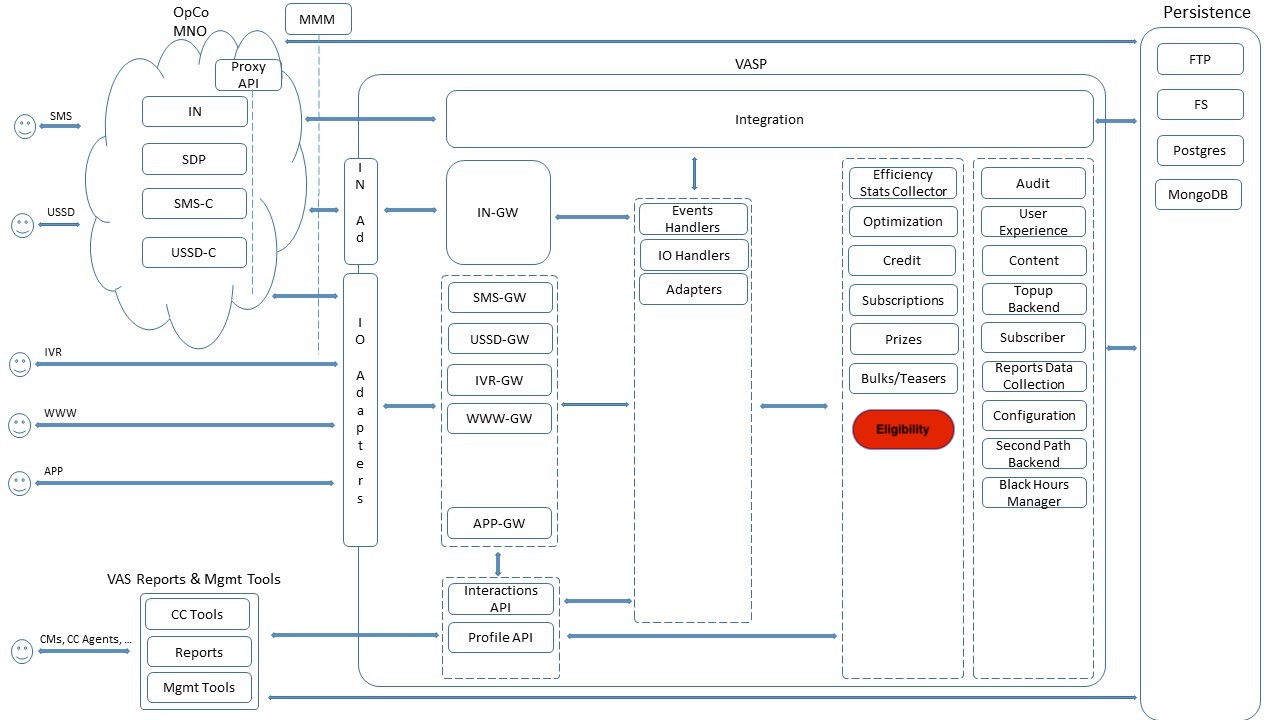 OpCo
MNO
MMM
Persistence
Proxy
API
VASP
FTP
SMS
IN
Integration
FS
SDP
Postgres
SMS-C
MongoDB
USSD
USSD-C
I
N
Ad
IN-GW
Events
Handlers
IO Handlers
Adapters
Efficiency
Stats Collector
Optimization
Credit
Subscriptions
Prizes
Bulks/Teasers
Eligibility
Audit
User
Experience
Content
Topup
Backend
Subscriber
Reports Data
Collection
Configuration
Second Path
Backend
Black Hours
Manager
I
O
A
d
a
p
t
e
r
s
SMS-GW
USSD-GW
IVR-GW
WWW-GW
APP-GW
IVR
WWW
APP
VAS Reports & Mgmt Tools
CC Tools
Reports
Mgmt Tools
CMs, CC Agents, ...
Interactions
API
Profile API